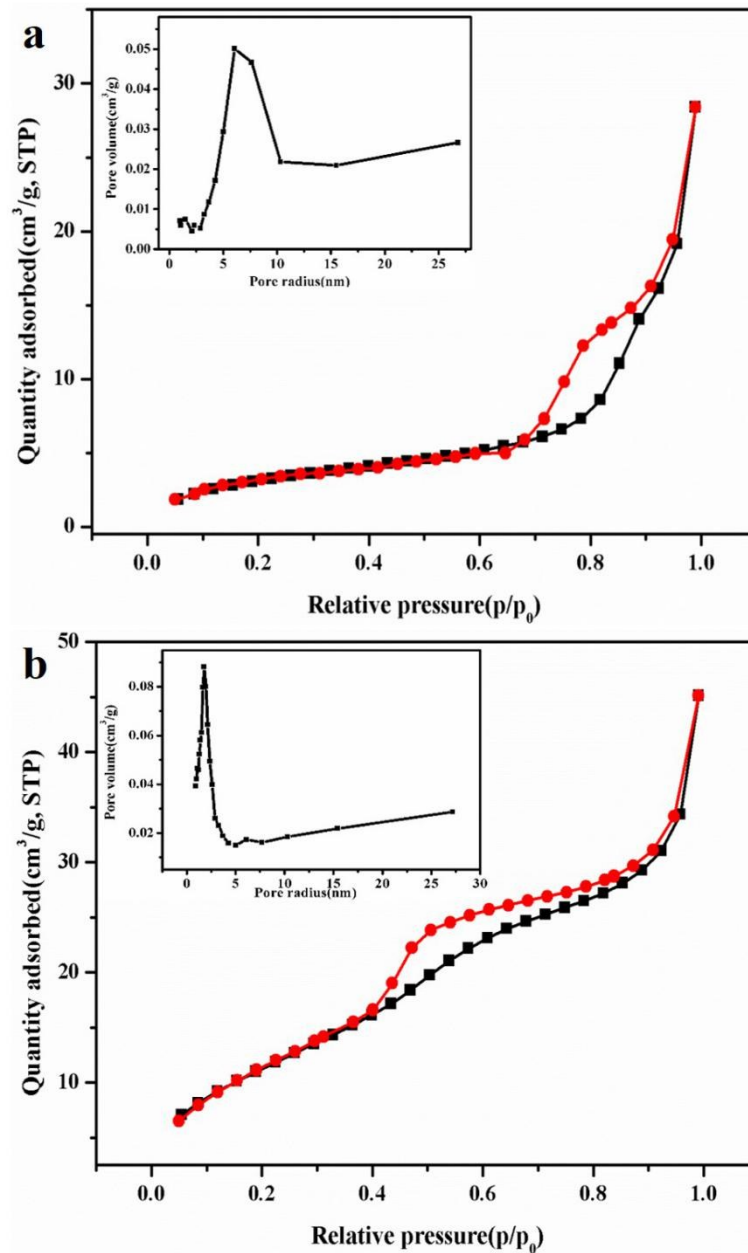 a
Quantity adsorbed(cm³/g, STP)
30
20
10
0
0.0 0.2 0.4 0.6 0.8 1.0
Relative pressure(p/p₀)
Pore volume(cm³/g)
0.05
0.04
0.03
0.02
0.01
0.00
0 5 10 15 20 25
Pore radius(nm)
b
Quantity adsorbed(cm³/g, STP)
50
40
30
20
10
0.0 0.2 0.4 0.6 0.8 1.0
Relative pressure(p/p₀)
Pore volume(cm³/g)
0.08
0.06
0.04
0.02
0 5 10 15 20 25 30
Pore radius(nm)